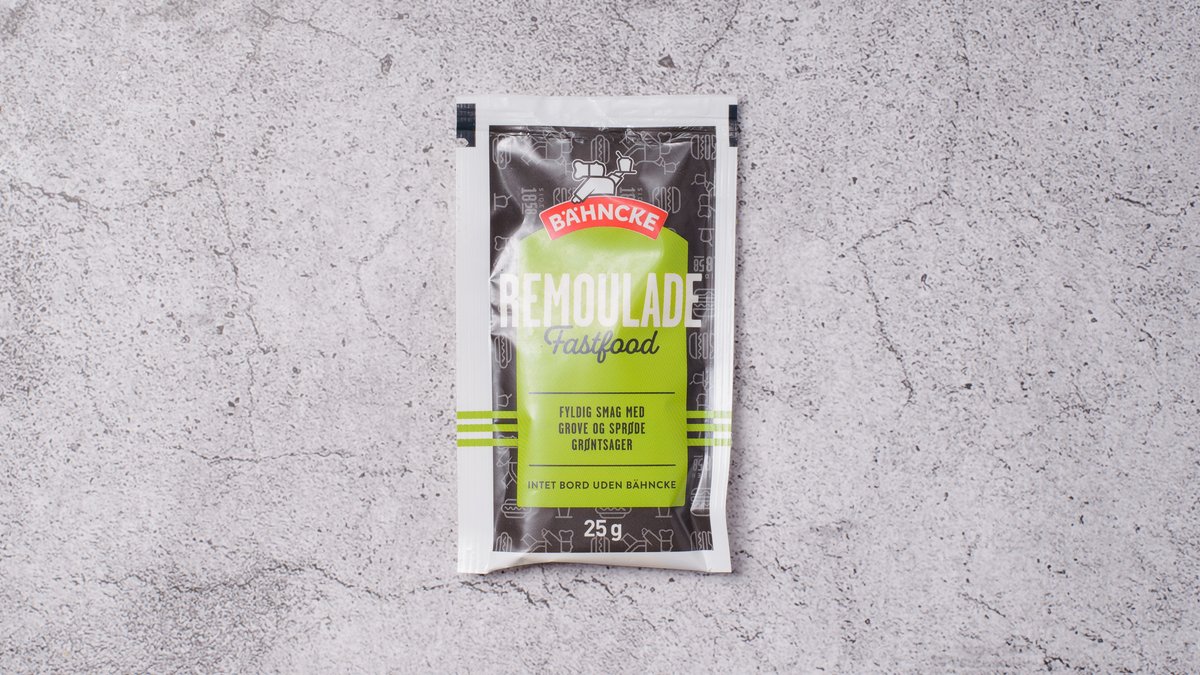 BÄHNCKE
REMOULADE
Fastfood
FYLDIG SMAG MED
GROVE OG SPRØDE
GRØNTSAGER
INTET BORD UDEN BÄHNCKE
25 g